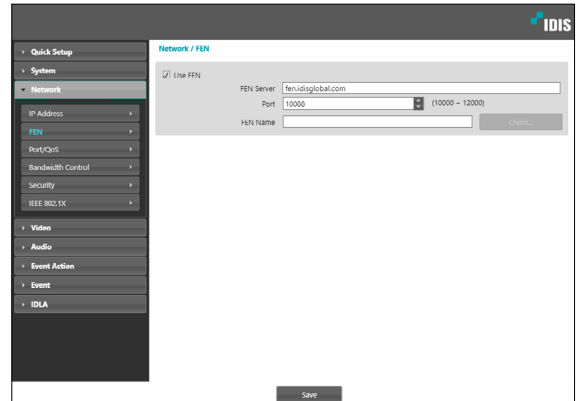 IDIS
Quick Setup
System
Network
IP Address
FEN
Port/QoS
Bandwidth Control
Security
IEEE 802.1X
Video
Audio
Event Action
Event
IDLA
Network / FEN
Use FEN
FEN Server fen.idisglobal.com
Port 10000 (10000 ~ 12000)
FEN Name Check...
Save